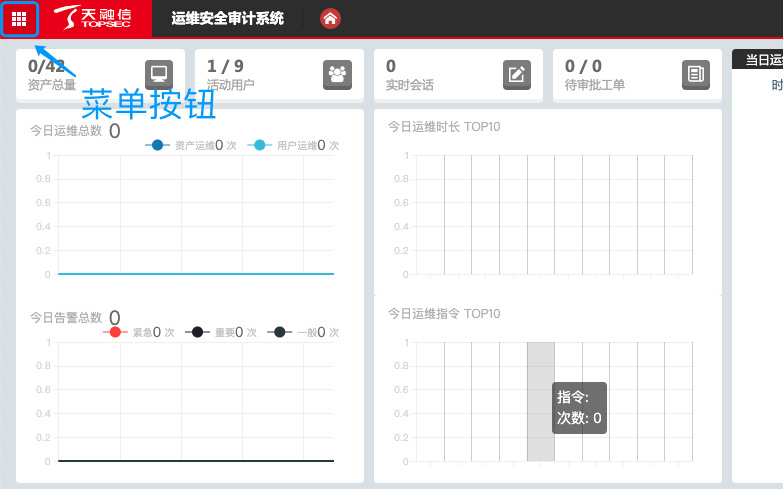 天融信
TOPSEC
运维安全审计系统
0/42
资产总量
1 / 9
活动用户
0
实时会话
0 / 0
待审批工单
当日运
时
菜单按钮
今日运维总数 0
资产运维0 次
用户运维0 次
1
0.8
0.6
0.4
0.2
0
今日运维时长 TOP10
1
0.8
0.6
0.4
0.2
0
今日告警总数 0
紧急0 次
重要0 次
一般0 次
1
0.8
0.6
0.4
0.2
0
今日运维指令 TOP10
1
0.8
0.6
0.4
0.2
0
指令:
次数: 0